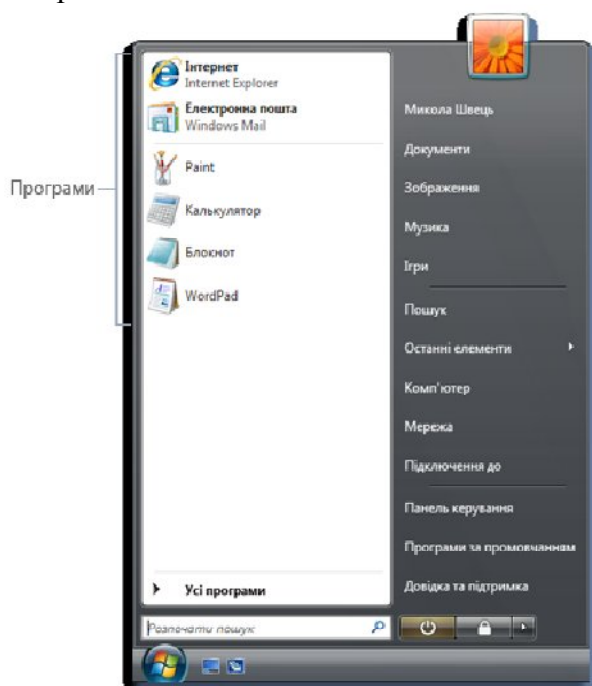 Інтернет
Internet Explorer
Електронна пошта
Windows Mail
Paint
Програми
Калькулятор
Блокнот
WordPad
Усі програми
Розпочати пошук
Микола Швець
Документи
Зображення
Музика
Ігри
Пошук
Останні елементи
Комп'ютер
Мережа
Підключення до
Панель керування
Програми за промовчанням
Довідка та підтримка